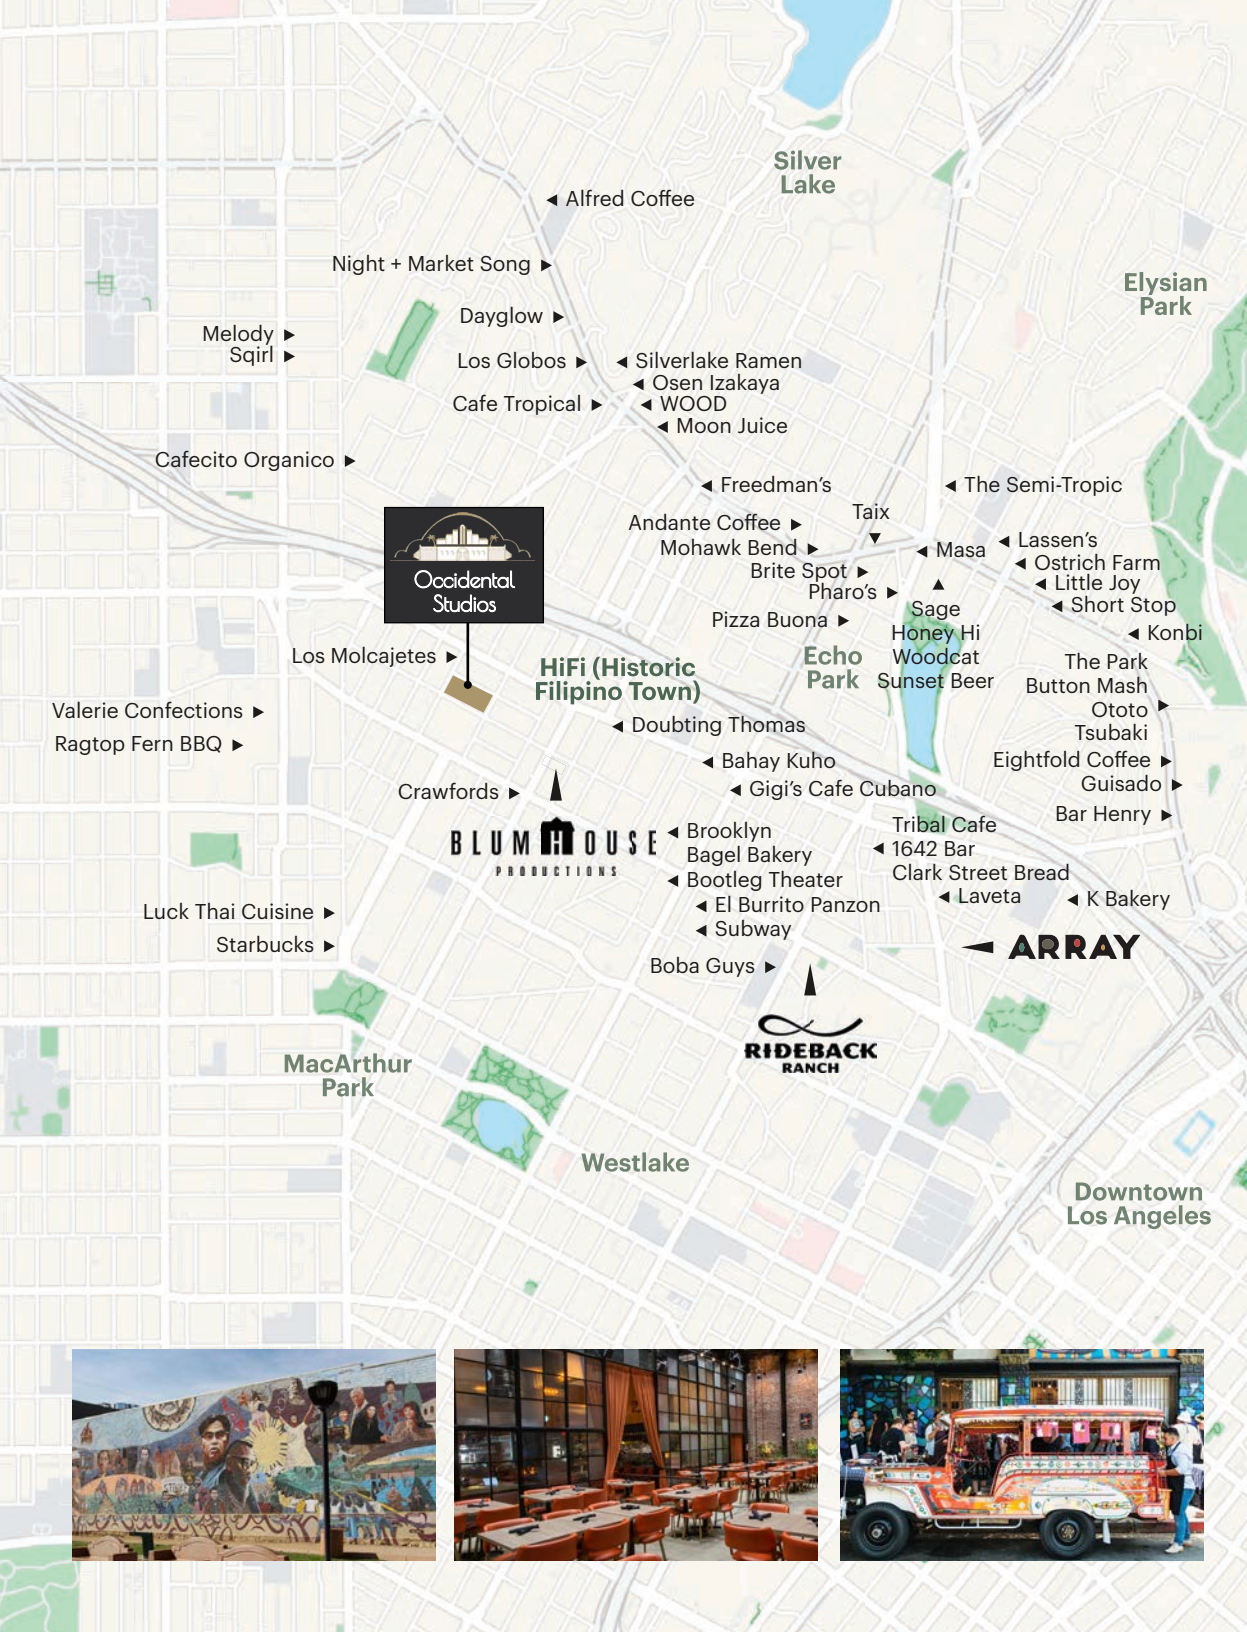 Silver
Lake
Alfred Coffee
Night + Market Song
Elysian
Park
Dayglow
Melody
Sqirl
Los Globos
Silverlake Ramen
Osen Izakaya
Cafe Tropical
WOOD
Moon Juice
Cafecito Organico
Freedman's
The Semi-Tropic
Taix
Andante Coffee
Mohawk Bend
Masa
Lassen's
Brite Spot
Ostrich Farm
Pharo's
Little Joy
Short Stop
Pizza Buona
Konbi
Sage
Honey Hi
Woodcat
Sunset Beer
Occidental
Studios
Los Molcajetes
HiFi (Historic
Filipino Town)
Echo
Park
The Park
Button Mash
Ototo
Tsubaki
Valerie Confections
Ragtop Fern BBQ
Doubting Thomas
Bahay Kuho
Eightfold Coffee
Gigi's Cafe Cubano
Guisado
Crawfords
Bar Henry
BLUMHOUSE
PRODUCTIONS
Brooklyn
Bagel Bakery
Bootleg Theater
El Burrito Panzon
Subway
Tribal Cafe
1642 Bar
Clark Street Bread
Laveta
K Bakery
Luck Thai Cuisine
Starbucks
ARRAY
Boba Guys
RIDEBACK
RANCH
MacArthur
Park
Westlake
Downtown
Los Angeles